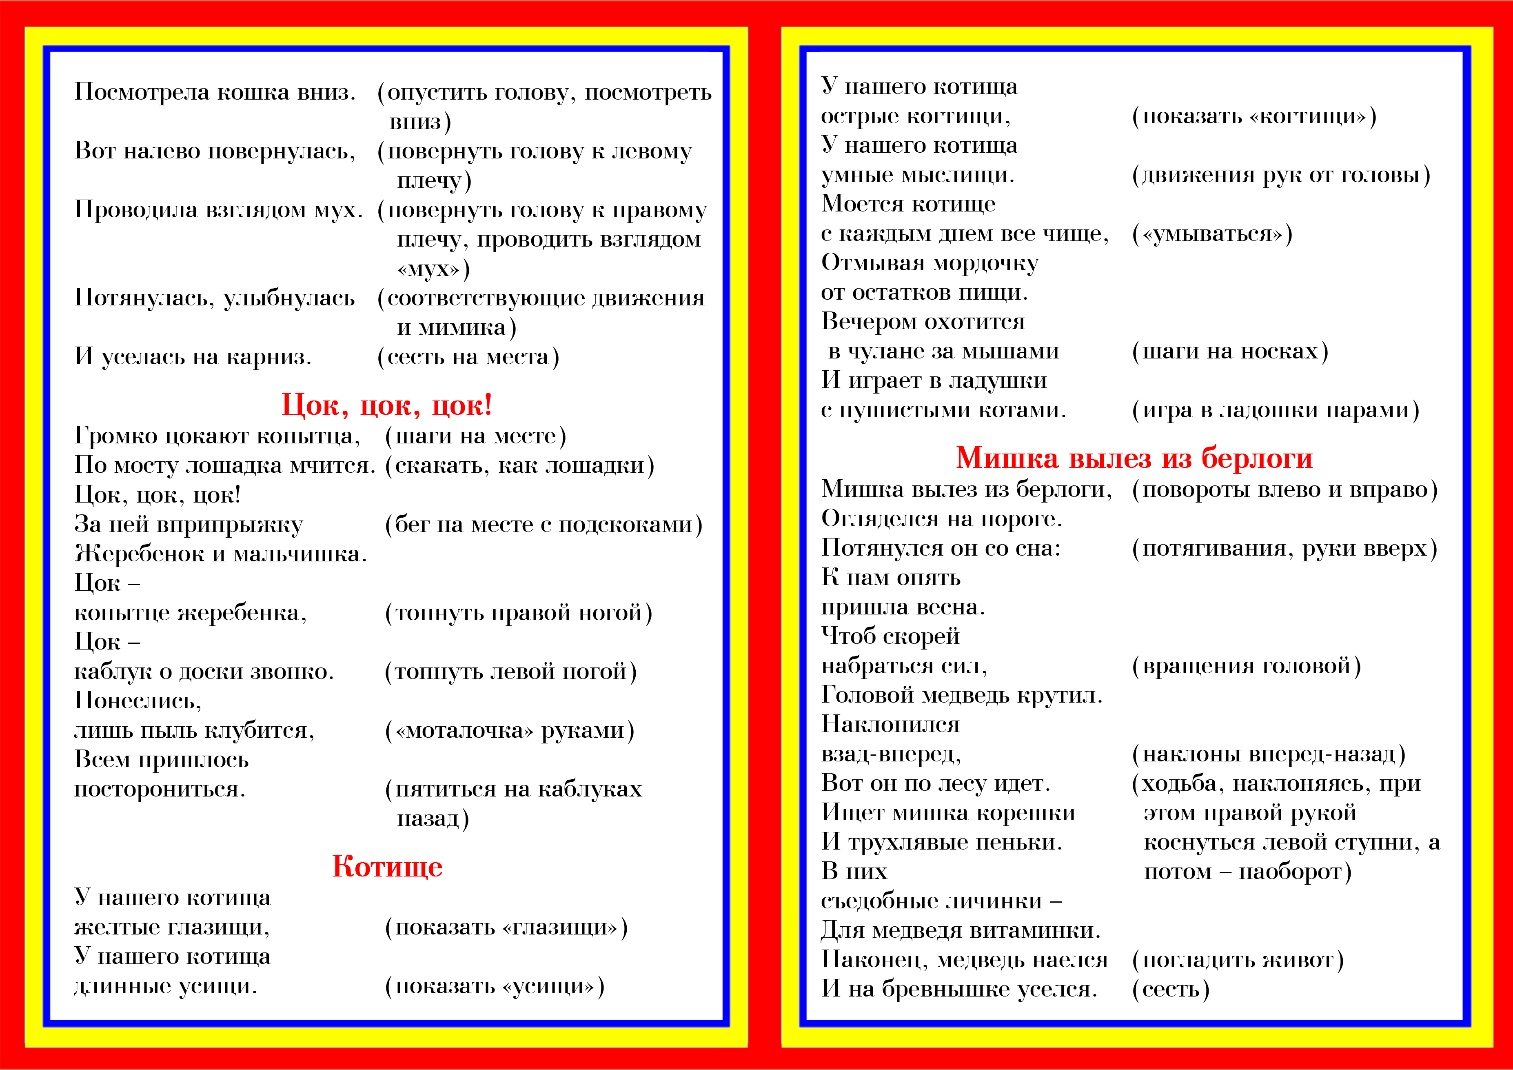 Посмотрела кошка вниз. (опустить голову, посмотреть
вниз)
Вот налево повернулась, (повернуть голову к левому
плечу)
Проводила взглядом мух. (повернуть голову к правому
плечу, проводить взглядом
«мух»)
Потянулась, улыбнулась (соответствующие движения
и мимика)
И уселась на карниз. (сесть на места)
Цок, цок, цок!
Громко цокают копытца, (шаги на месте)
По мосту лошадка мчится. (скакать, как лошадки)
Цок, цок, цок!
За ней вприпрыжку (бег на месте с подскоками)
Жеребенок и мальчишка.
Цок –
копытце жеребенка, (топнуть правой ногой)
Цок –
каблук о доски звонко. (топнуть левой ногой)
Понеслись,
лишь пыль клубится, («моталочка» руками)
Всем пришлось
посторониться. (пятиться на каблуках
назад)
Котище
У нашего котища
желтые глазищи, (показать «глазищи»)
У нашего котища
длинные усищи. (показать «усищи»)
У нашего котища
острые когтищи, (показать «когтищи»)
У нашего котища
умные мыслищи. (движения рук от головы)
Моется котище
с каждым днем все чище, («умываться»)
Отмывая мордочку
от остатков пищи.
Вечером охотится
в чулане за мышами (шаги на носках)
И играет в ладушки
с пушистыми котами. (игра в ладошки парами)
Мишка вылез из берлоги
Мишка вылез из берлоги, (повороты влево и вправо)
Огляделся на пороге.
Потянулся он со сна: (потягивания, руки вверх)
К нам опять
пришла весна.
Чтоб скорей
набраться сил, (вращения головой)
Головой медведь крутил.
Наклонился
взад-вперед, (наклоны вперед-назад)
Вот он по лесу идет. (ходьба, наклоняясь, при
Ищет мишка корешки этом правой рукой
И трухлявые пеньки. коснуться левой ступни, а
В них потом – наоборот)
съедобные личинки –
Для медведя витаминки.
Наконец, медведь наелся (погладить живот)
И на бревнышке уселся. (сесть)